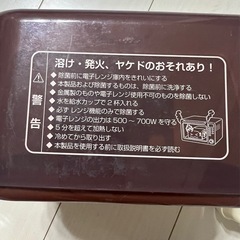 溶け・発火、ヤケドのおそれあり！
警告
●除菌前に電子レンジ庫内をきれいにする
●本製品および除菌するものは、除菌前に洗浄する
●金属製のものや電子レンジ使用不可のものを除菌しない
●水を給水カップで2杯入れる
●必ずレンジ機能のみで除菌する
●電子レンジの出力は500～700Wを守る
●5分を超えて加熱しない
●冷めてから取り出す
●本製品を使用する前に取扱説明書を必ず読む